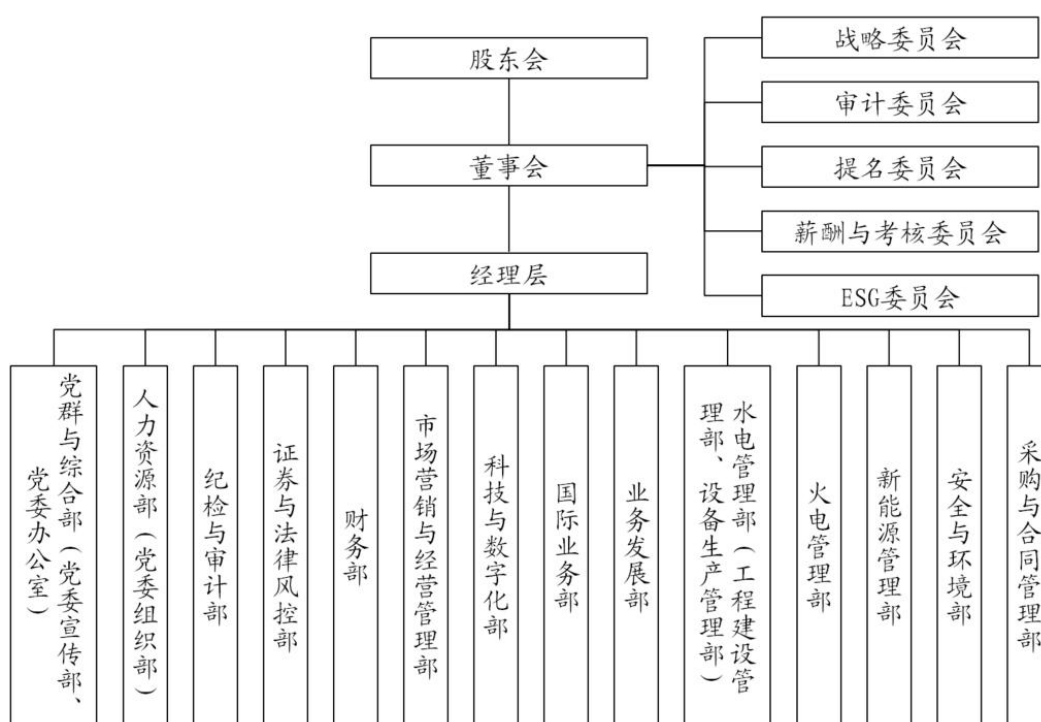 股东会
董事会
经理层
战略委员会
审计委员会
提名委员会
薪酬与考核委员会
ESG委员会
党群与综合部（党委宣传部、
党委办公室）
人力资源部（党委组织部）
纪检与审计部
证券与法律风控部
财务部
市场营销与经营管理部
科技与数字化部
国际业务部
业务发展部
水电管理部（工程建设管
理部、设备生产管理部）
火电管理部
新能源管理部
安全与环境部
采购与合同管理部